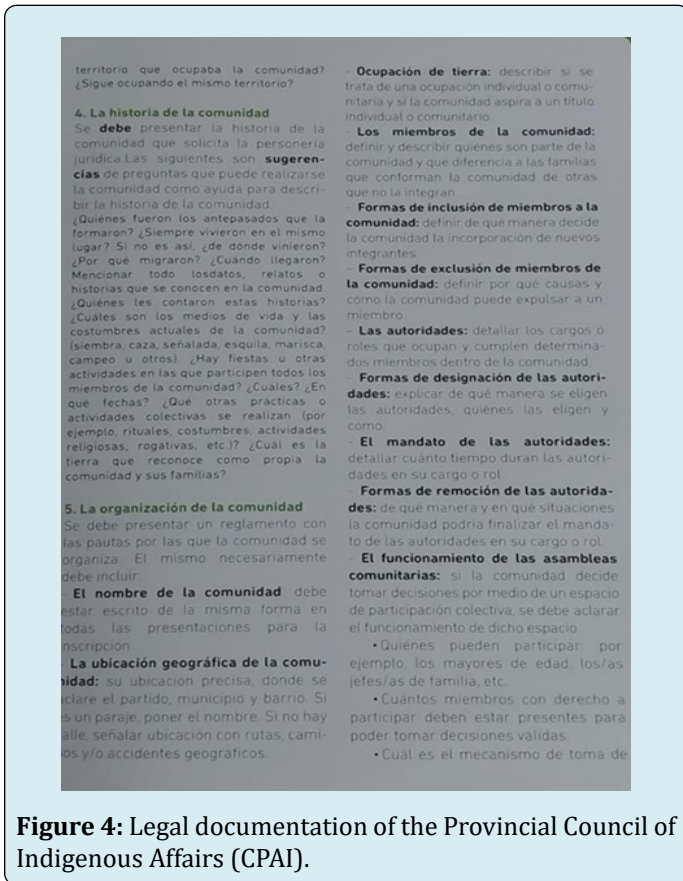 territorio que ocupaba la comunidad?
¿Sigue ocupando el mismo territorio?
4. La historia de la comunidad
Se debe presentar la historia de la
comunidad que solicita la personería
jurídica.Las siguientes son sugeren-
cias de preguntas que puede realizarse
la comunidad como ayuda para descri-
bir la historia de la comunidad:
¿Quiénes fueron los antepasados que la
formaron? ¿Siempre vivieron en el mismo
lugar? Si no es así, ¿de dónde vinieron?
¿Por qué migraron? ¿Cuándo llegaron?
Mencionar todo losdatos, relatos o
historias que se conocen en la comunidad.
¿Quiénes les contaron estas historias?
¿Cuáles son los medios de vida y las
costumbres actuales de la comunidad?
(siembra, caza, señalada, esquila, marisca,
campeo u otros). ¿Hay fiestas u otras
actividades en las que participen todos los
miembros de la comunidad? ¿Cuáles? ¿En
qué fechas? ¿Qué otras prácticas o
actividades colectivas se realizan (por
ejemplo, rituales, costumbres, actividades
religiosas, rogativas, etc.)? ¿Cuál es la
tierra que reconoce como propia la
comunidad y sus familias?
5. La organización de la comunidad
Se debe presentar un reglamento con
las pautas por las que la comunidad se
organiza. El mismo necesariamente
debe incluir:
El nombre de la comunidad: debe
estar escrito de la misma forma en
todas las presentaciones para la
inscripción.
La ubicación geográfica de la comu-
nidad: su ubicación precisa, donde se
aclare el partido, municipio y barrio. Si
es un paraje, poner el nombre. Si no hay
calle, señalar ubicación con rutas, cami-
nos y/o accidentes geográficos.
- Ocupación de tierra: describir si se
trata de una ocupación individual o comu-
nitaria y si la comunidad aspira a un título
individual o comunitario.
- Los miembros de la comunidad:
definir y describir quiénes son parte de la
comunidad y qué diferencia a las familias
que conforman la comunidad de otras
que no la integran.
- Formas de inclusión de miembros a la
comunidad: definir de qué manera decide
la comunidad la incorporación de nuevos
integrantes.
- Formas de exclusión de miembros de
la comunidad: definir por qué causas y
cómo la comunidad puede expulsar a un
miembro.
- Las autoridades: detallar los cargos o
roles que ocupan y cumplen determina-
dos miembros dentro de la comunidad.
- Formas de designación de las autori-
dades: explicar de qué manera se eligen
las autoridades, quiénes las eligen y
cómo.
- El mandato de las autoridades:
detallar cuánto tiempo duran las autori-
dades en su cargo o rol.
- Formas de remoción de las autorida-
des: de qué manera y en qué situaciones
la comunidad podría finalizar el manda-
to de las autoridades en su cargo o rol.
- El funcionamiento de las asambleas
comunitarias: si la comunidad decide
tomar decisiones por medio de un espacio
de participación colectiva, se debe aclarar
el funcionamiento de dicho espacio:
• Quiénes pueden participar: por
ejemplo, los mayores de edad, los/as
jefes/as de familia, etc.
• Cuántos miembros con derecho a
participar deben estar presentes para
poder tomar decisiones válidas.
• Cuál es el mecanismo de toma de
Figure 4: Legal documentation of the Provincial Council of
Indigenous Affairs (CPAI).